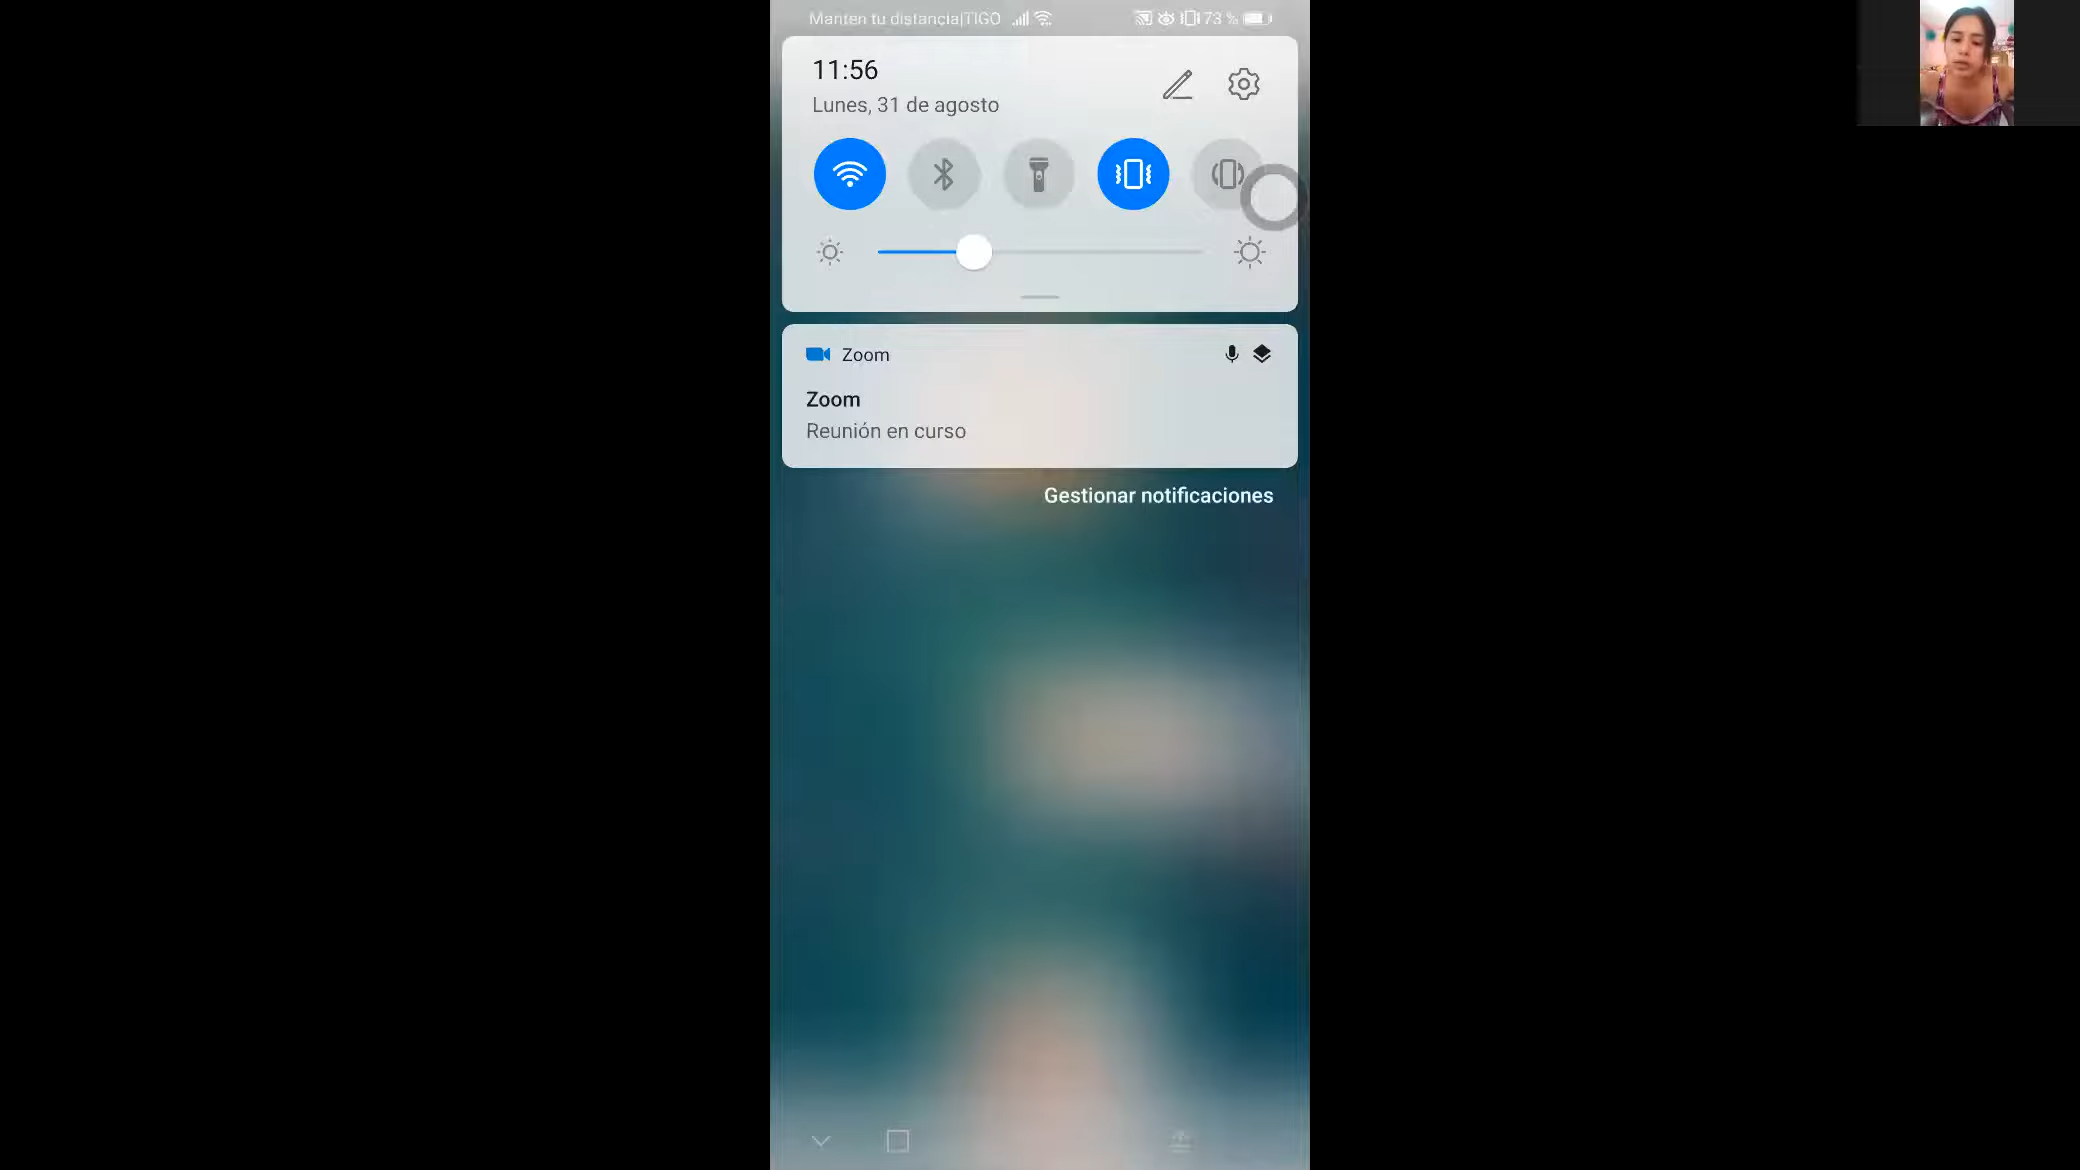 Manten tu distancia|TIGO 73 %
11:56
Lunes, 31 de agosto
Zoom
Zoom
Reunión en curso
Gestionar notificaciones